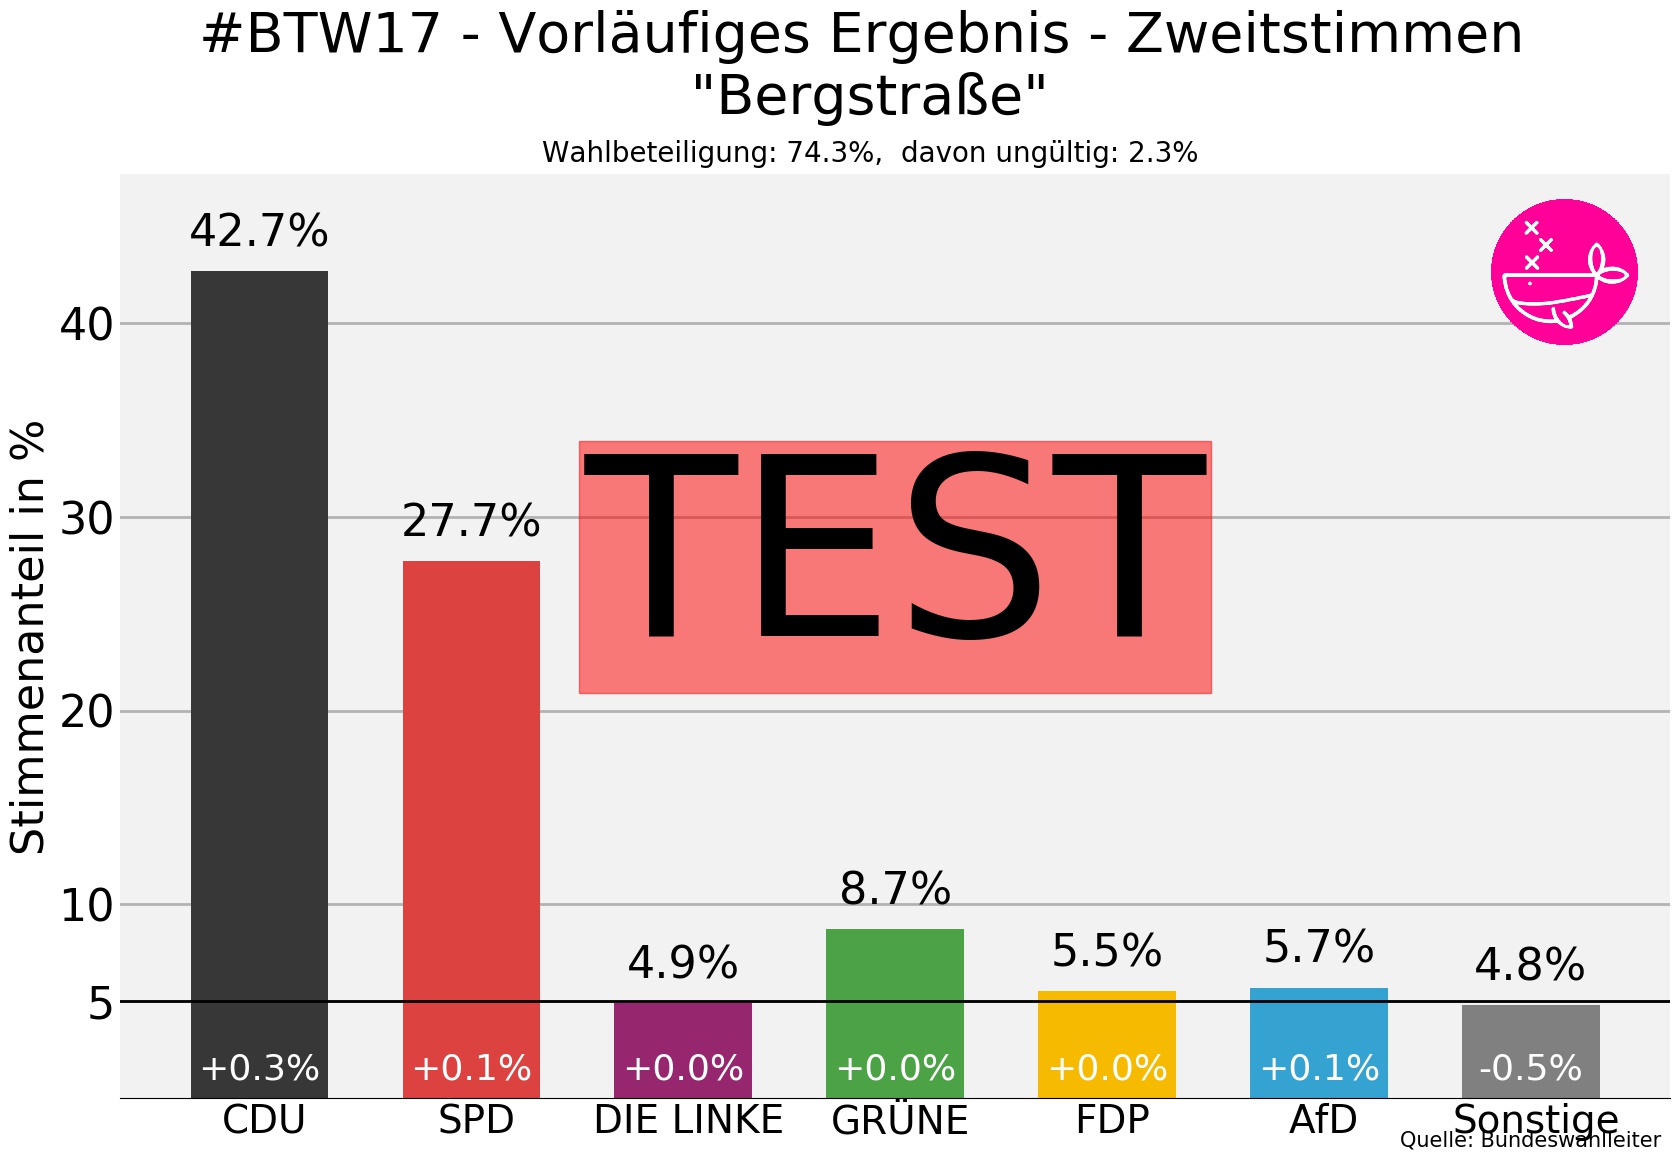 #BTW17 - Vorläufiges Ergebnis - Zweitstimmen
"Bergstraße"
Wahlbeteiligung: 74.3%,  davon ungültig: 2.3%
Stimmenanteil in %
40
30
20
10
5
42.7%
27.7%
4.9%
8.7%
5.5%
5.7%
4.8%
TEST
+0.3%
+0.1%
+0.0%
+0.0%
+0.0%
+0.1%
-0.5%
CDU
SPD
DIE LINKE
GRÜNE
FDP
AfD
Sonstige
Quelle: Bundeswahlleiter